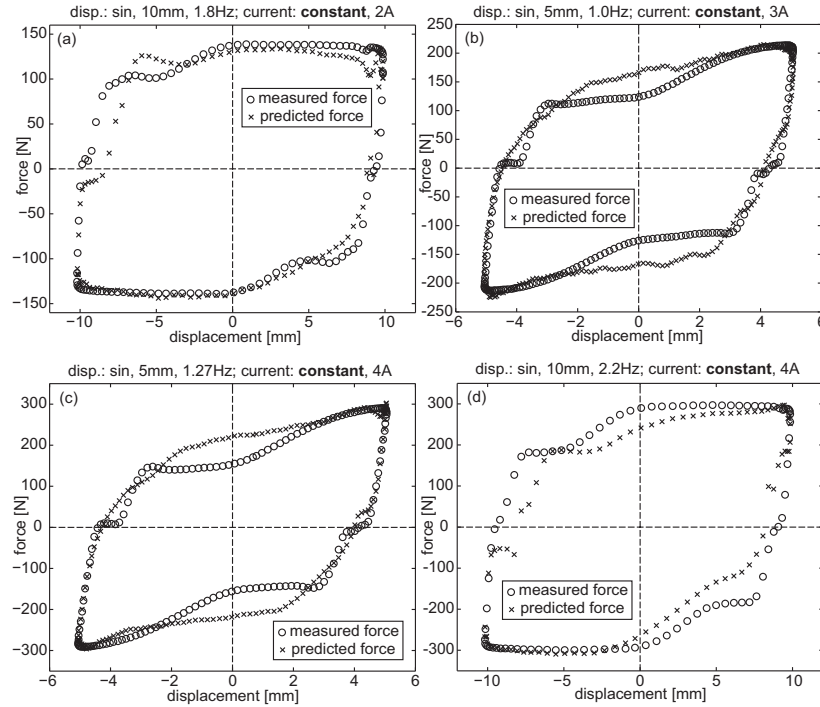 disp.: sin, 10mm, 1.8Hz; current: constant, 2A
(a)
force [N]
150
100
50
0
−50
−100
−150
−10
−5
0
5
10
displacement [mm]
measured force
predicted force
disp.: sin, 5mm, 1.0Hz; current: constant, 3A
(b)
force [N]
250
200
150
100
50
0
−50
−100
−150
−200
−250
−6
−4
−2
0
2
4
6
displacement [mm]
measured force
predicted force
disp.: sin, 5mm, 1.27Hz; current: constant, 4A
(c)
force [N]
300
200
100
0
−100
−200
−300
−6
−4
−2
0
2
4
6
displacement [mm]
measured force
predicted force
disp.: sin, 10mm, 2.2Hz; current: constant, 4A
(d)
force [N]
300
200
100
0
−100
−200
−300
−10
−5
0
5
10
displacement [mm]
measured force
predicted force